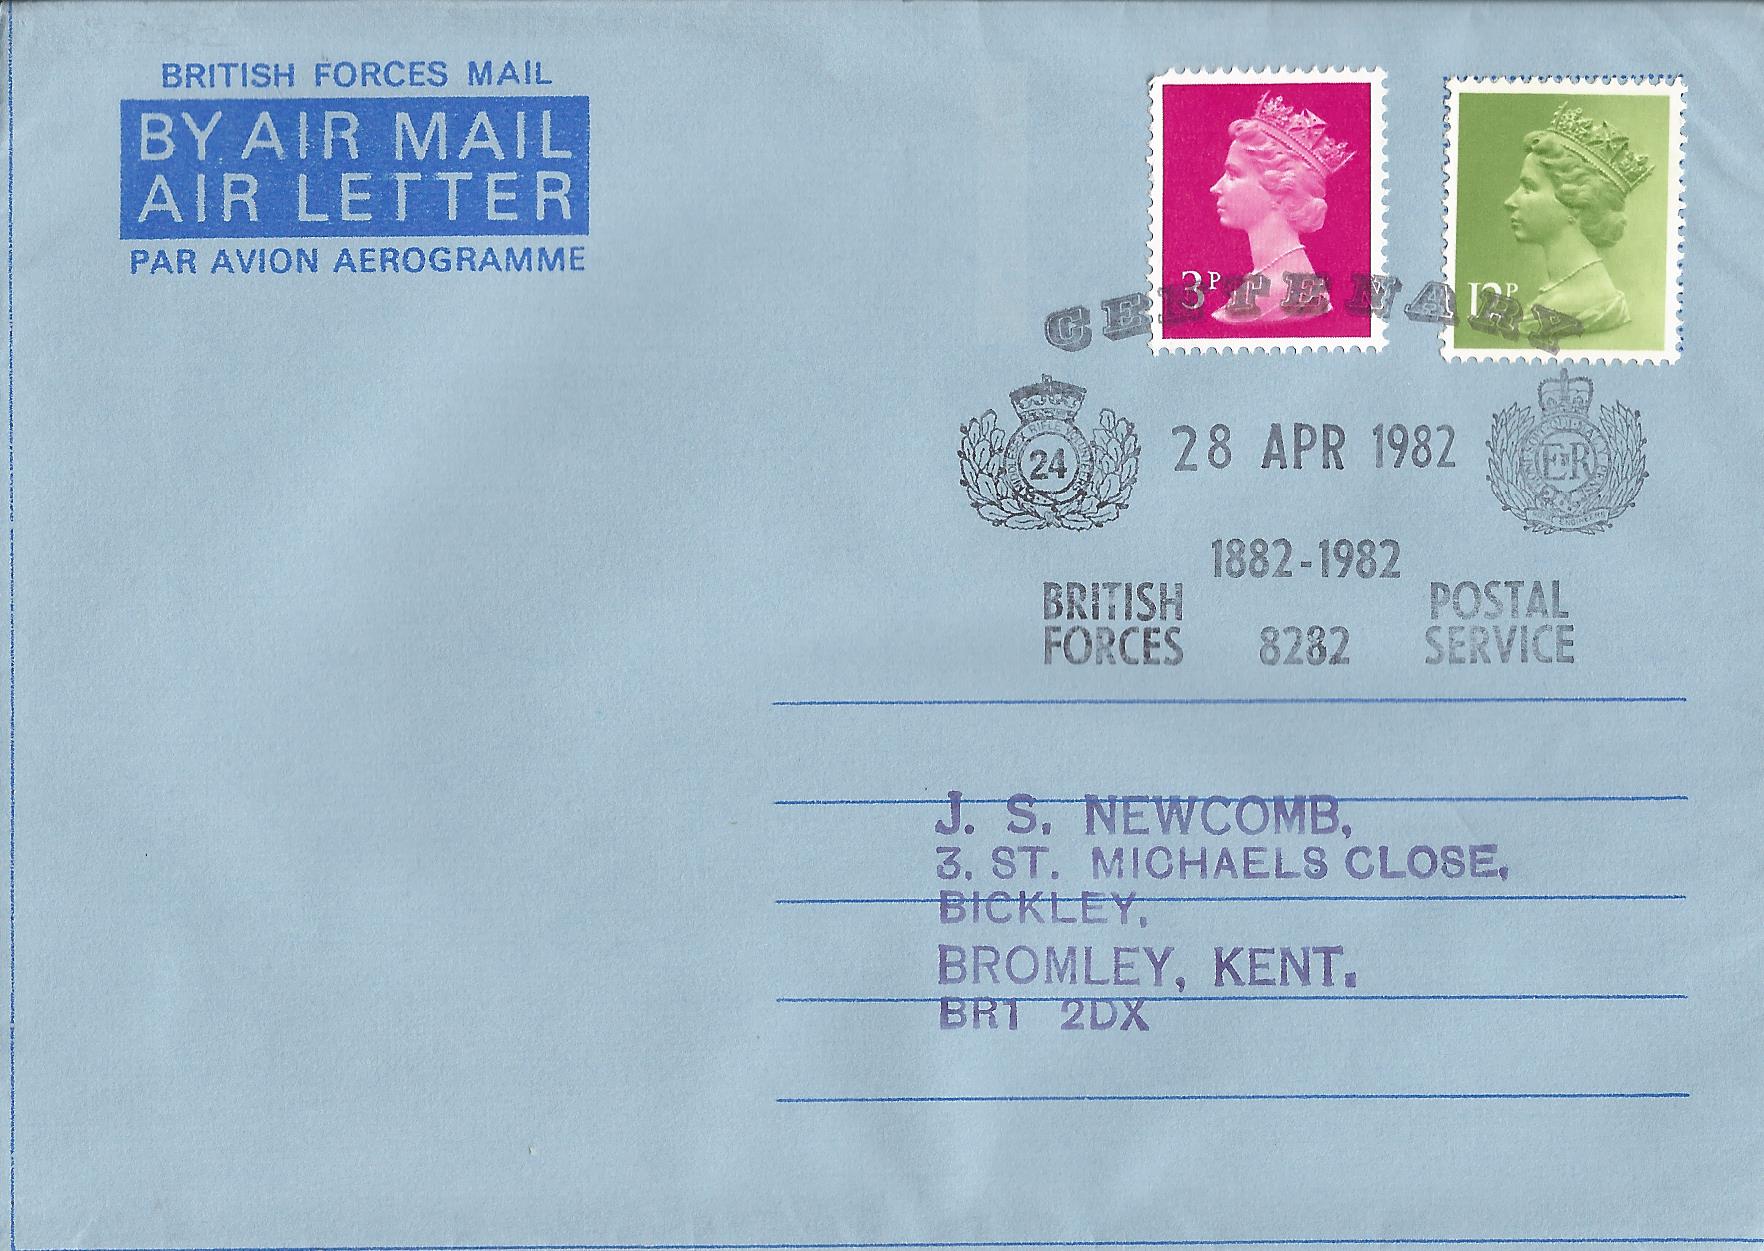 BRITISH FORCES MAIL
BY AIR MAIL
AIR LETTER
PAR AVION AEROGRAMME
3P
12P
CENTENARY
24
28 APR 1982
EIIR
1882-1982
BRITISH POSTAL
FORCES 8282 SERVICE
J. S. NEWCOMB,
3. ST. MICHAELS CLOSE,
BICKLEY,
BROMLEY, KENT.
BR1 2DX